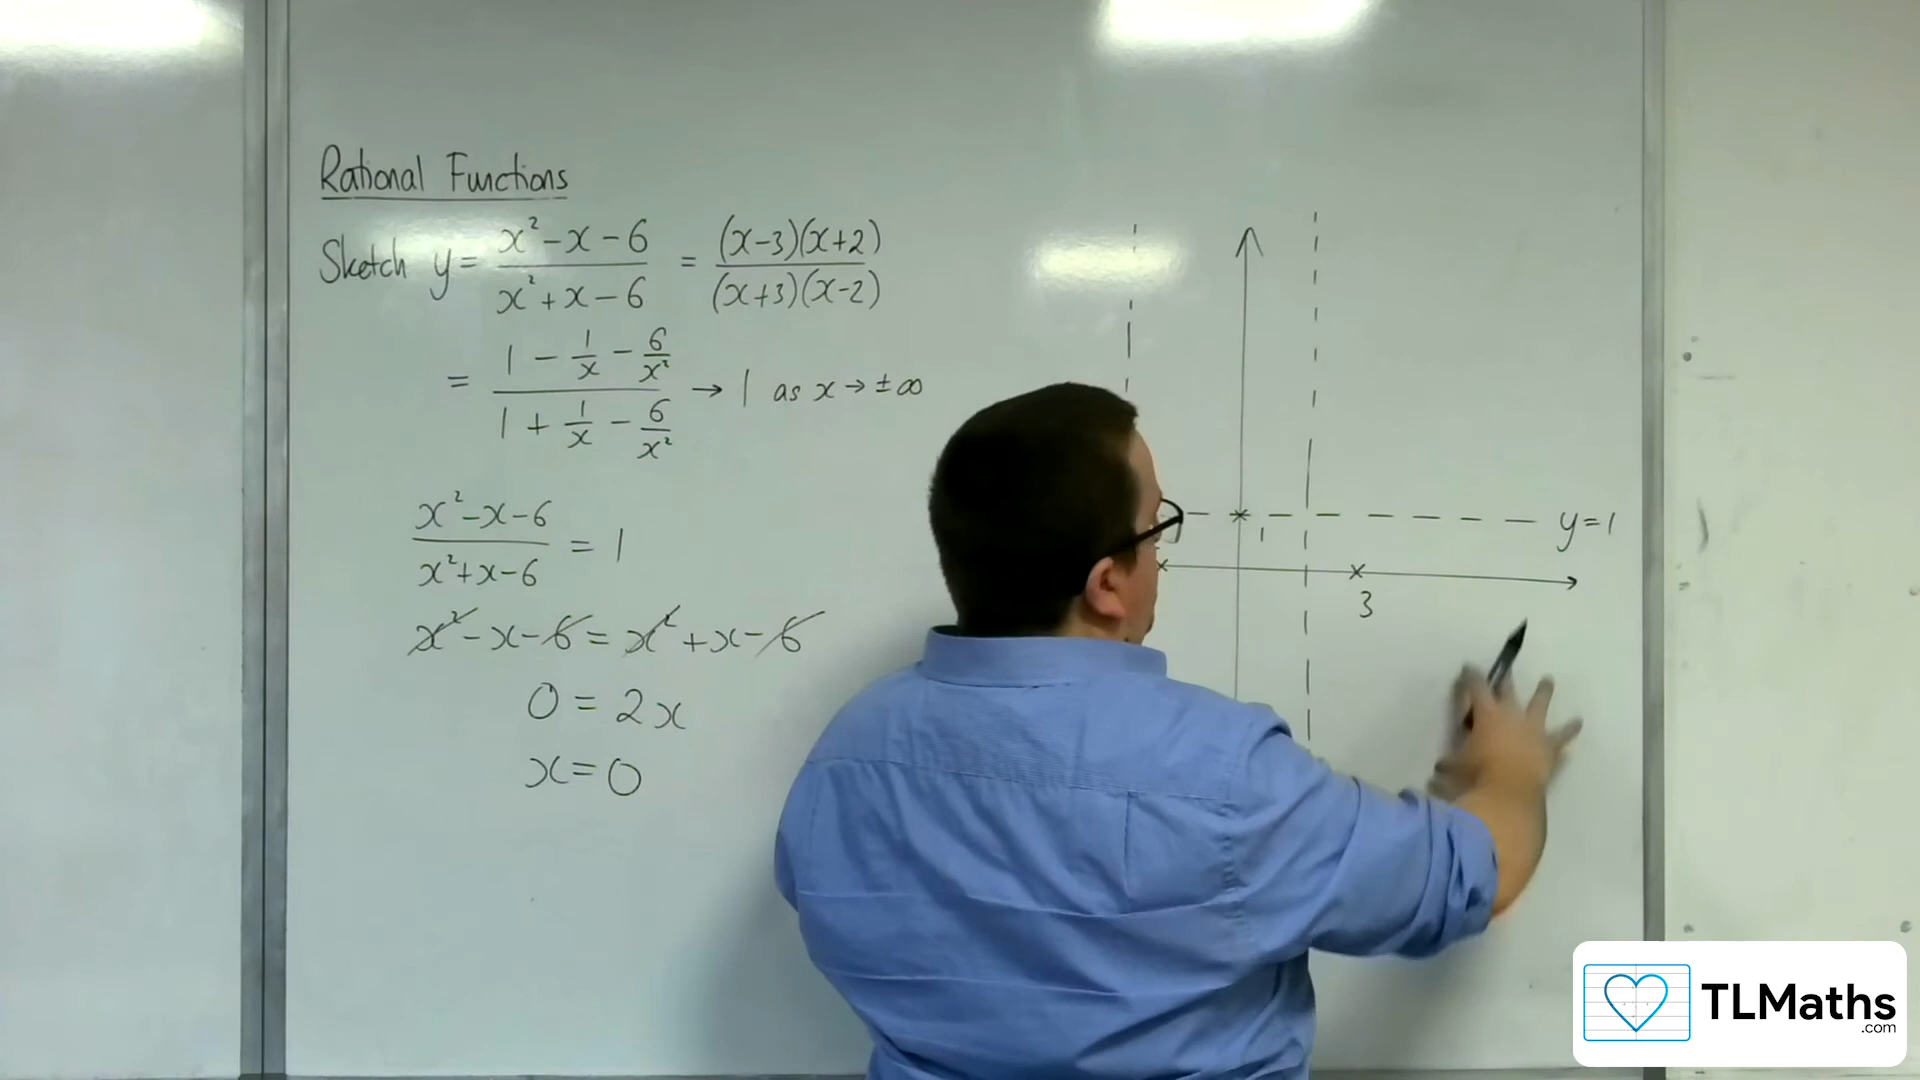 Rational Functions
Sketch y = (x² - x - 6)/(x² + x - 6) = ((x-3)(x+2))/((x+3)(x-2))
= (1 - 1/x - 6/x²)/(1 + 1/x - 6/x²) → 1 as x → ±∞
(x² - x - 6)/(x² + x - 6) = 1
x² - x - 6 = x² + x - 6
0 = 2x
x = 0
y = 1
1
3
TLMaths
.com